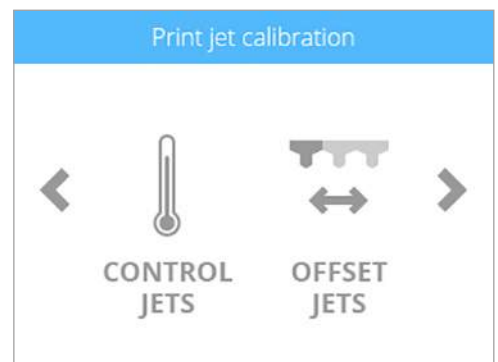 Print jet calibration
CONTROL
JETS
OFFSET
JETS